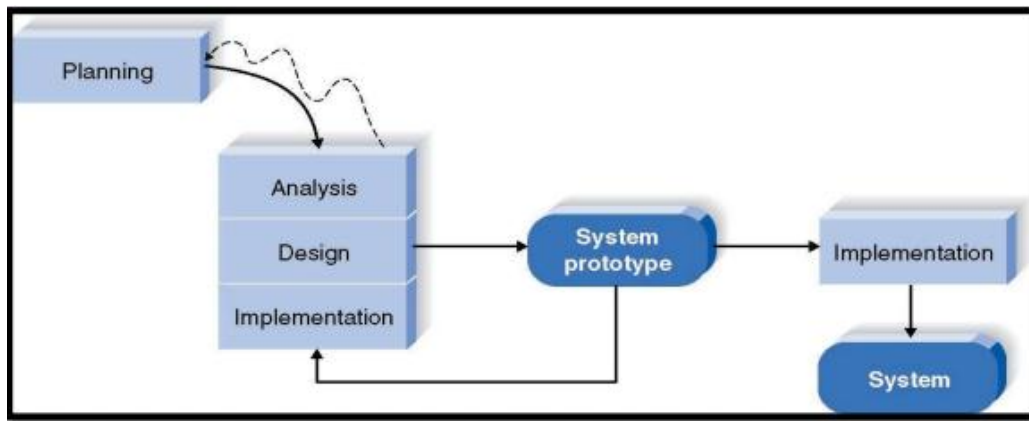 Planning
Analysis
Design
Implementation
System
prototype
Implementation
System